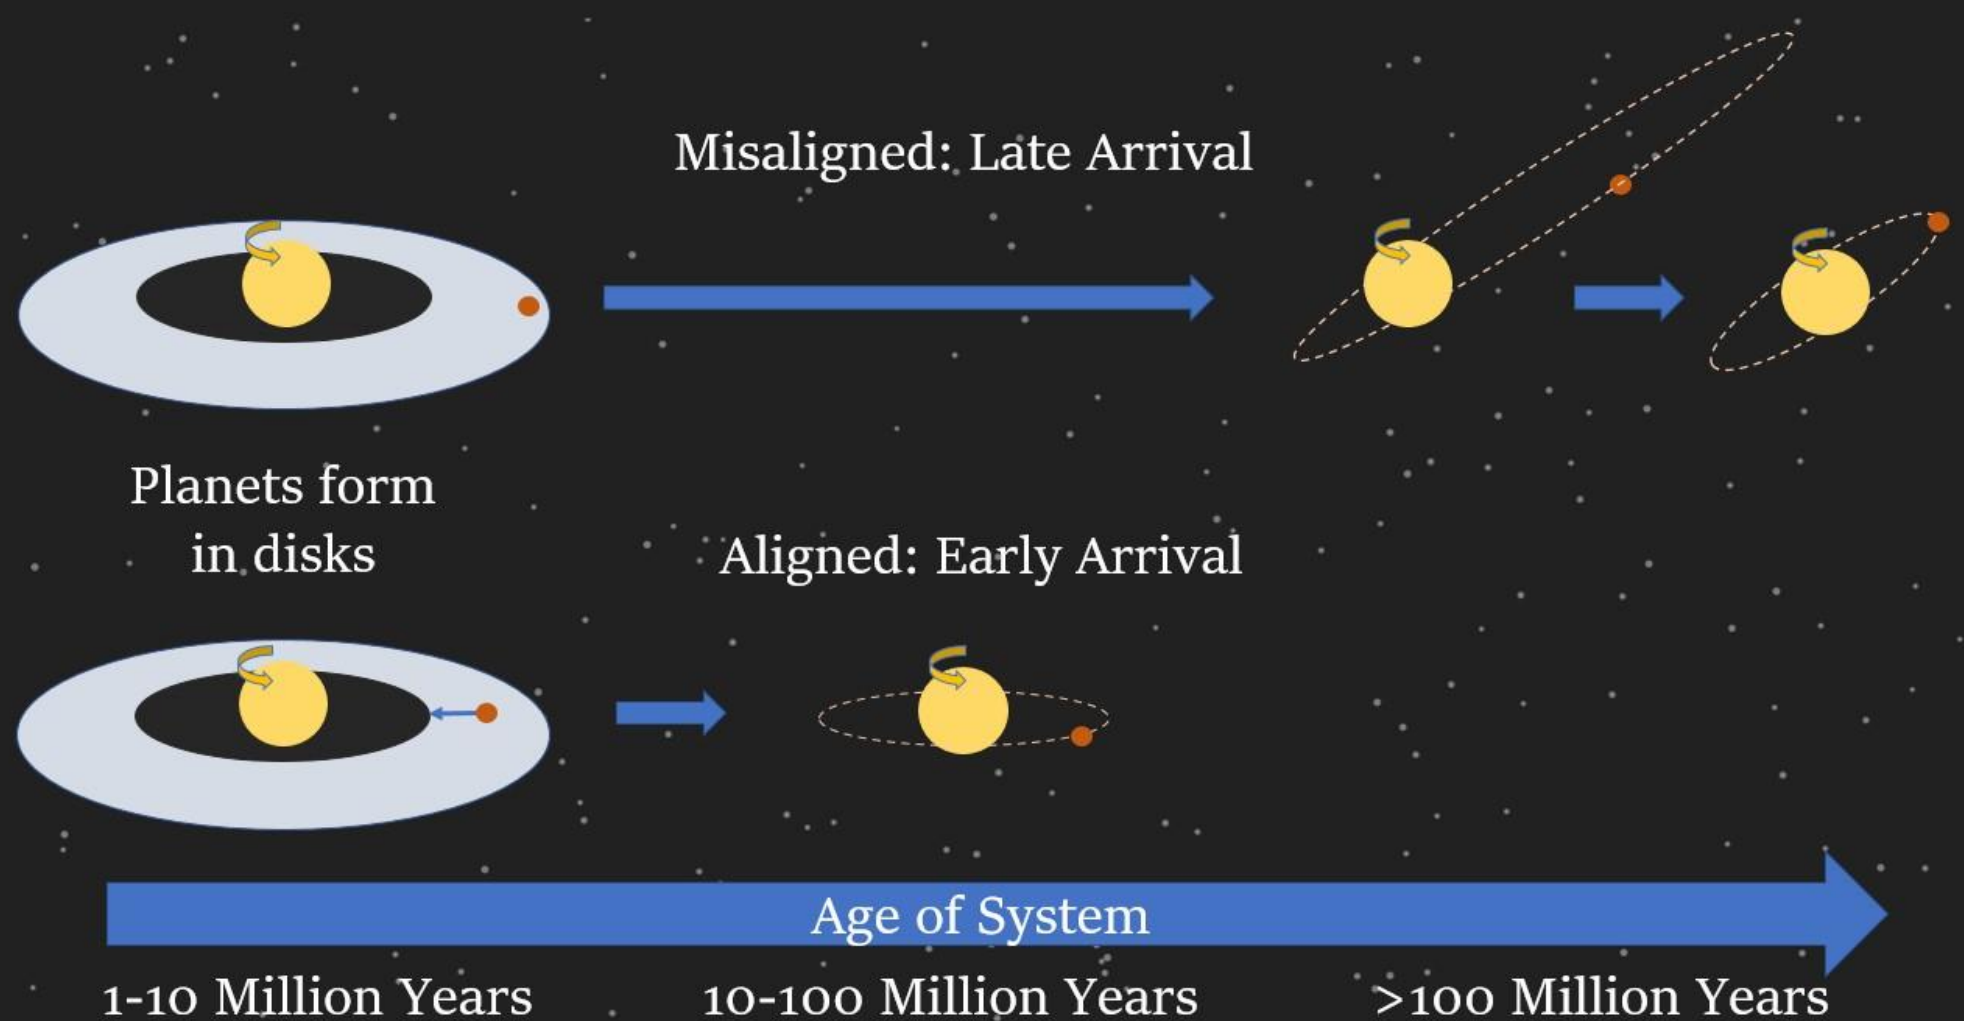 Misaligned: Late Arrival
Planets form
in disks
Aligned: Early Arrival
Age of System
1-10 Million Years
10-100 Million Years
>100 Million Years